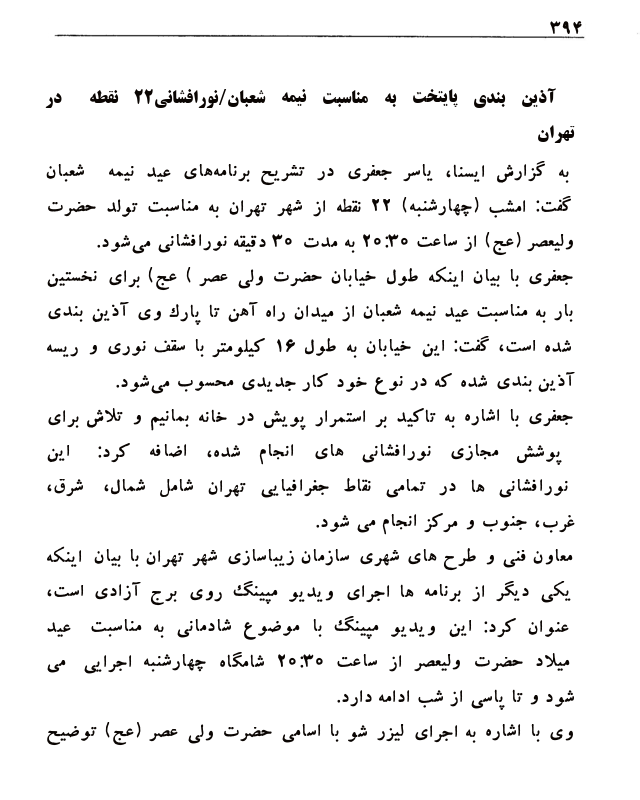 ۳۹۴
آذین بندی پایتخت به مناسبت نیمه شعبان/نورافشانی۲۲ نقطه در
تهران
به گزارش ایسنا، یاسر جعفری در تشریح برنامه‌های عید نیمه شعبان
گفت: امشب (چهارشنبه) ۲۲ نقطه از شهر تهران به مناسبت تولد حضرت
ولیعصر (عج) از ساعت ۲۰:۳۰ به مدت ۳۰ دقیقه نورافشانی می‌شود.
جعفری با بیان اینکه طول خیابان حضرت ولی عصر ) عج) برای نخستین
بار به مناسبت عید نیمه شعبان از میدان راه آهن تا پارک وی آذین بندی
شده است، گفت: این خیابان به طول ۱۶ کیلومتر با سقف نوری و ریسه
آذین بندی شده که در نوع خود کار جدیدی محسوب می‌شود.
جعفری با اشاره به تاکید بر استمرار پویش در خانه بمانیم و تلاش برای
پوشش مجازی نورافشانی های انجام شده، اضافه کرد: این
نورافشانی ها در تمامی نقاط جغرافیایی تهران شامل شمال، شرق،
غرب، جنوب و مرکز انجام می شود.
معاون فنی و طرح های شهری سازمان زیباسازی شهر تهران با بیان اینکه
یکی دیگر از برنامه ها اجرای ویدیو مپینگ روی برج آزادی است،
عنوان کرد: این ویدیو مپینگ با موضوع شادمانی به مناسبت عید
میلاد حضرت ولیعصر از ساعت ۲۰:۳۰ شامگاه چهارشنبه اجرایی می
شود و تا پاسی از شب ادامه دارد.
وی با اشاره به اجرای لیزر شو با اسامی حضرت ولی عصر (عج) توضیح